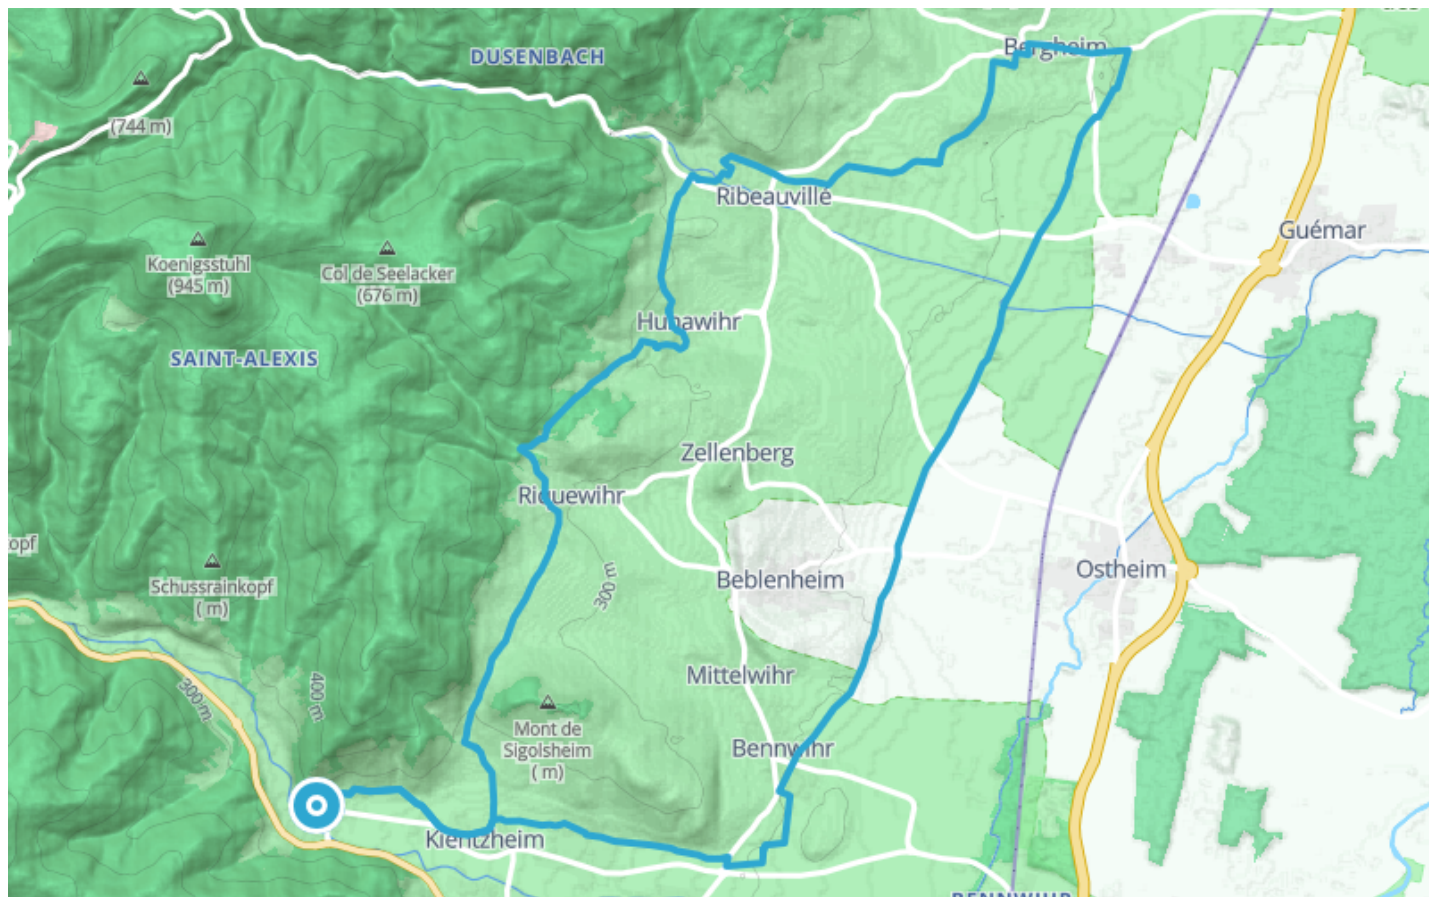 DUSENBACH
Bergheim
(744 m)
Ribeauvillé
Guémar
Koenigsstuhl
(945 m)
Col de Seelacker
(676 m)
Hunawihr
SAINT-ALEXIS
Zellenberg
Riquewihr
opf
Ostheim
Schussrainkopf
( m)
300 m
Beblenheim
Mittelwihr
400 m
300 m
Mont de
Sigolsheim
( m)
Bennwihr
Kientzheim
BENNWIHR